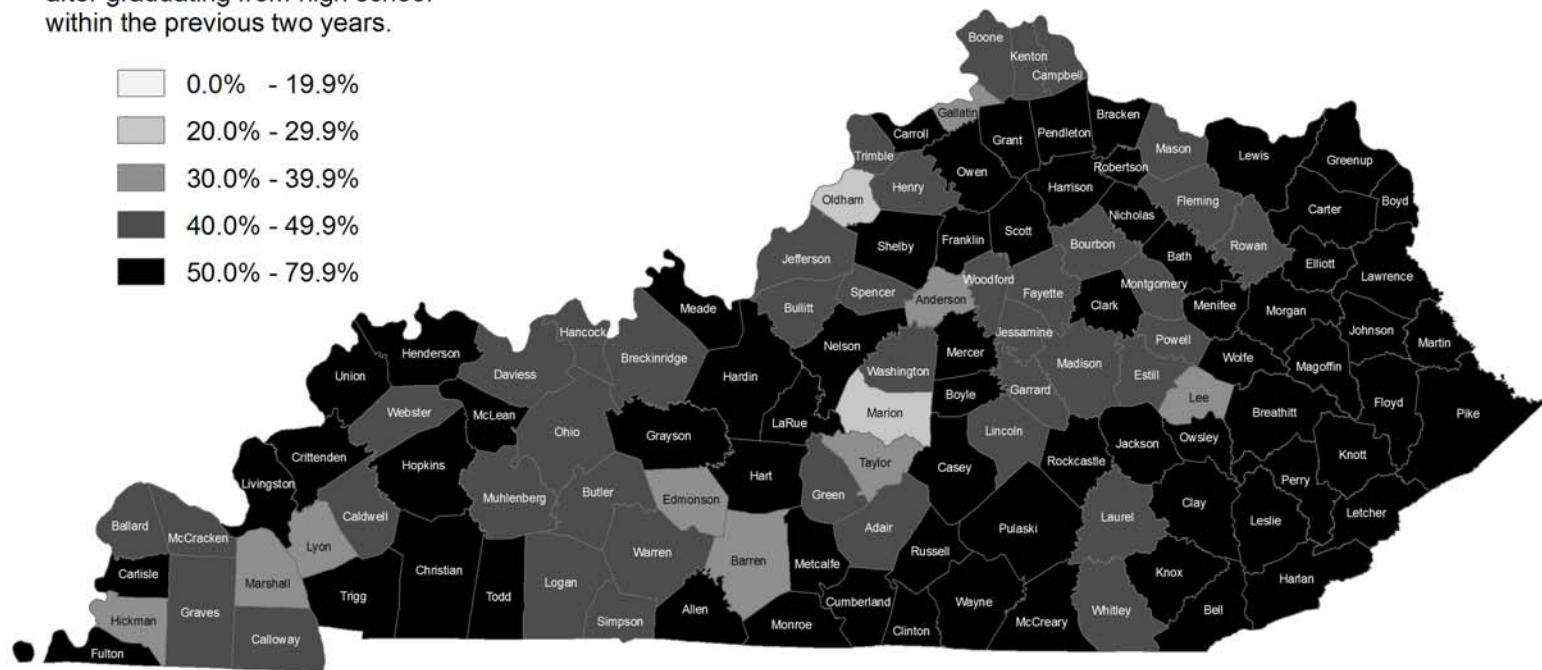 within the previous two years.
0.0% - 19.9%
20.0% - 29.9%
30.0% - 39.9%
40.0% - 49.9%
50.0% - 79.9%
Boone
Kenton
Campbell
Gallatin
Carroll
Grant
Pendleton
Bracken
Trimble
Owen
Robertson
Mason
Lewis
Greenup
Henry
Harrison
Oldham
Nicholas
Fleming
Carter
Boyd
Shelby
Franklin
Scott
Bourbon
Rowan
Jefferson
Bath
Elliott
Lawrence
Woodford
Spencer
Fayette
Montgomery
Anderson
Bullitt
Clark
Menifee
Morgan
Meade
Jessamine
Johnson
Martin
Hancock
Nelson
Mercer
Powell
Henderson
Breckinridge
Wolfe
Magoffin
Union
Daviess
Hardin
Washington
Madison
Estill
Garrard
Lee
Floyd
Pike
Webster
McLean
Boyle
Breathitt
Ohio
Grayson
LaRue
Marion
Lincoln
Jackson
Owsley
Knott
Crittenden
Hopkins
Hart
Taylor
Casey
Rockcastle
Perry
Livingston
Muhlenberg
Butler
Edmonson
Green
Clay
Letcher
Ballard
Caldwell
Adair
Pulaski
Laurel
Leslie
McCracken
Lyon
Warren
Barren
Russell
Carlisle
Marshall
Christian
Metcalfe
Knox
Harlan
Trigg
Todd
Logan
Cumberland
Wayne
Hickman
Graves
Allen
Whitley
Bell
Simpson
Monroe
Clinton
McCreary
Calloway
Fulton